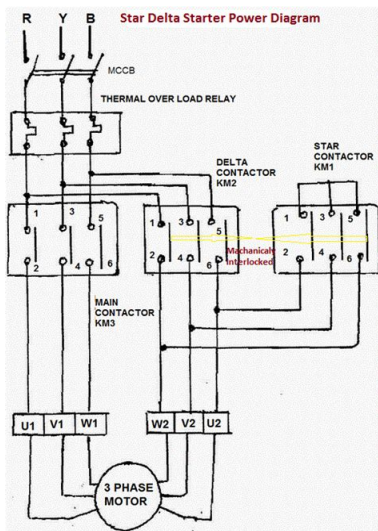 Star Delta Starter Power Diagram
R Y B
MCCB
THERMAL OVER LOAD RELAY
DELTA
CONTACTOR
KM2
STAR
CONTACTOR
KM1
1 3 5
1 3 5
1 3 5
2 4 6
2 4 6
2 4 6
Mechanicaly
Interlocked
MAIN
CONTACTOR
KM3
U1 V1 W1
W2 V2 U2
3 PHASE
MOTOR